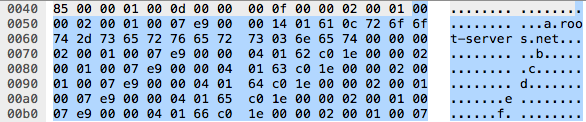 0040 85 00 00 01 00 0d 00 00 00 0f 00 00 02 00 01 00 ........ ........
0050 00 02 00 01 00 07 e9 00 00 14 01 61 0c 72 6f 6f ........ ...a.roo
0060 74 2d 73 65 72 76 65 72 73 03 6e 65 74 00 00 00 t-server s.net...
0070 02 00 01 00 07 e9 00 00 04 01 62 c0 1e 00 00 02 ........ ..b.....
0080 00 01 00 07 e9 00 00 04 01 63 c0 1e 00 00 02 00 ........ .c......
0090 01 00 07 e9 00 00 04 01 64 c0 1e 00 00 02 00 01 ........ d.......
00a0 00 07 e9 00 00 04 01 65 c0 1e 00 00 02 00 01 00 .......e ........
00b0 07 e9 00 00 04 01 66 c0 1e 00 00 02 00 01 00 07 ......f. ........